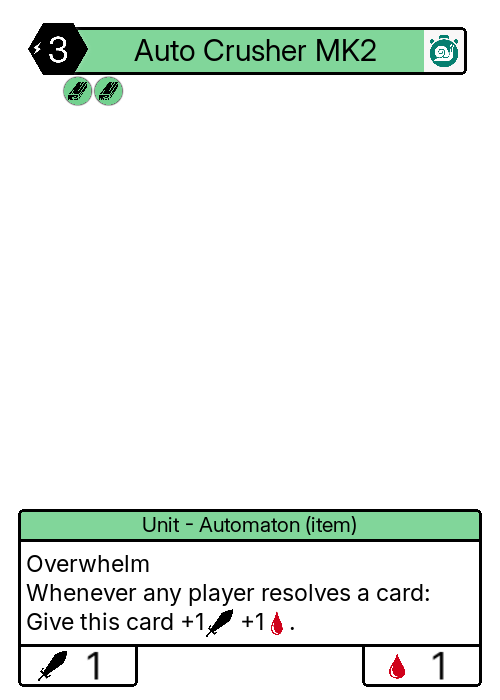 3 Auto Crusher MK2
Unit - Automaton (item)
Overwhelm
Whenever any player resolves a card:
Give this card +1 +1 .
1 1